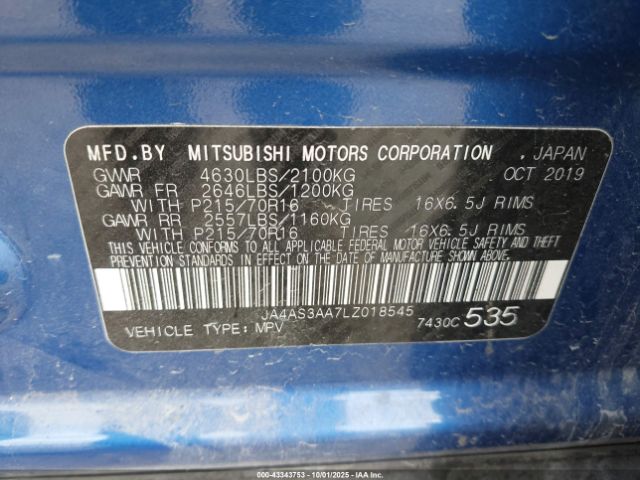 MFD.BY MITSUBISHI MOTORS CORPORATION , JAPAN
GVWR 4630LBS/2100KG OCT 2019
GAWR FR 2646LBS/1200KG
WITH P215/70R16 TIRES 16X6.5J RIMS
GAWR RR 2557LBS/1160KG
WITH P215/70R16 TIRES 16X6.5J RIMS
THIS VEHICLE CONFORMS TO ALL APPLICABLE FEDERAL MOTOR VEHICLE SAFETY AND THEFT
PREVENTION STANDARDS IN EFFECT ON THE DATE OF MANUFACTURE SHOWN ABOVE.
JA4AS3AA7LZ018545
VEHICLE TYPE: MPV 7430C 535
000-43343753 - 10/01/2025 - IAA, Inc.